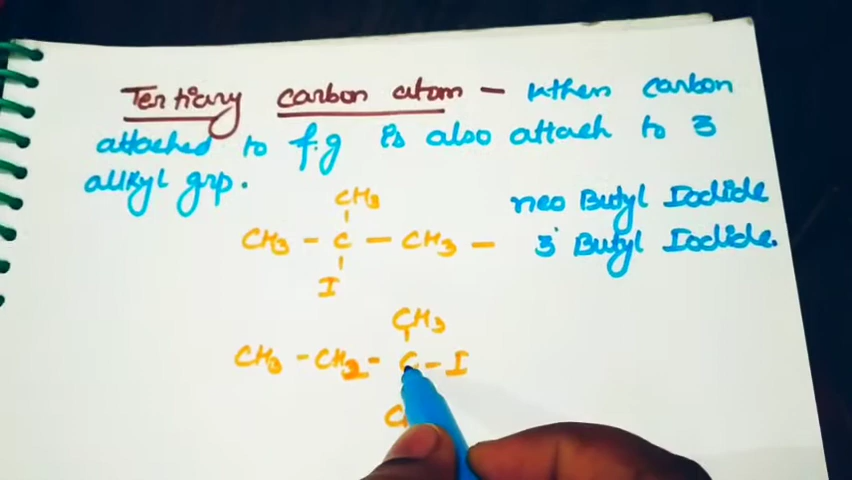 Tertiary carbon atom - When carbon
attached to f.g is also attach to 3
alkyl grp.
CH3
neo Butyl Iodide
CH3 - C - CH3 -
3° Butyl Iodide.
I
CH3
CH3 - CH2 - C - I